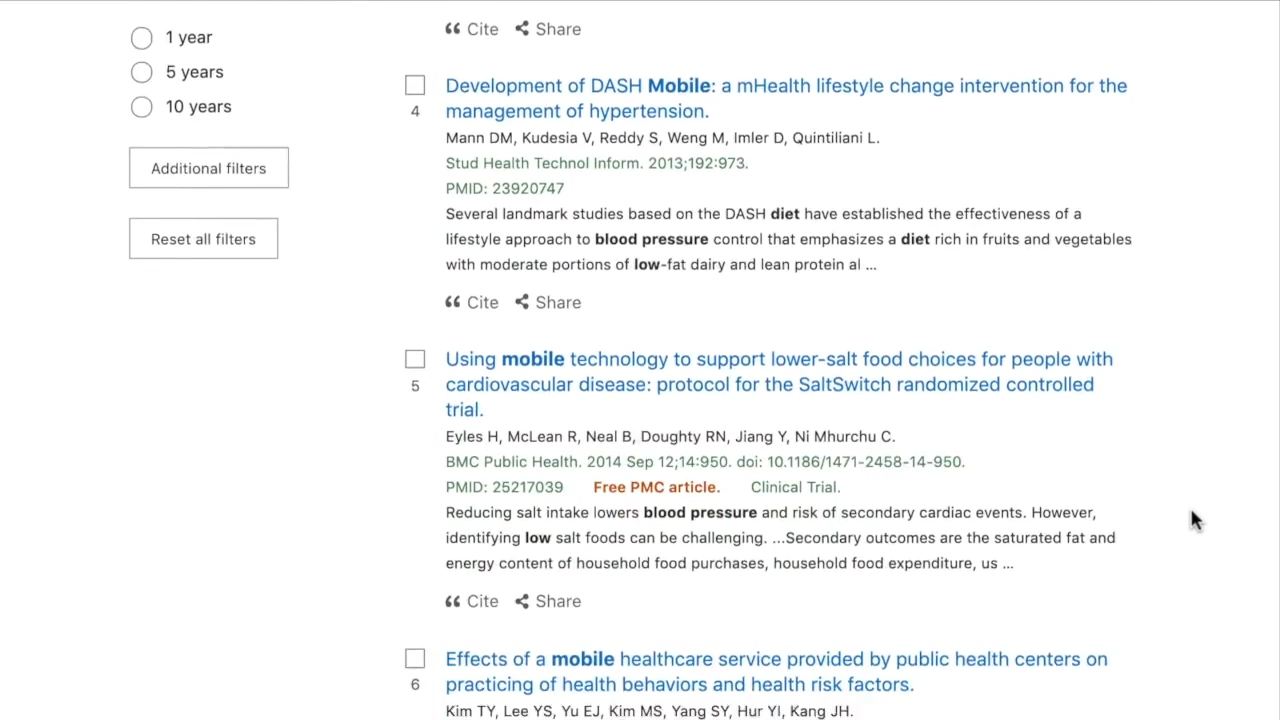 1 year
5 years
10 years
Additional filters
Reset all filters
Cite Share
4
Development of DASH Mobile: a mHealth lifestyle change intervention for the
management of hypertension.
Mann DM, Kudesia V, Reddy S, Weng M, Imler D, Quintiliani L.
Stud Health Technol Inform. 2013;192:973.
PMID: 23920747
Several landmark studies based on the DASH diet have established the effectiveness of a
lifestyle approach to blood pressure control that emphasizes a diet rich in fruits and vegetables
with moderate portions of low-fat dairy and lean protein al ...
Cite Share
5
Using mobile technology to support lower-salt food choices for people with
cardiovascular disease: protocol for the SaltSwitch randomized controlled
trial.
Eyles H, McLean R, Neal B, Doughty RN, Jiang Y, Ni Mhurchu C.
BMC Public Health. 2014 Sep 12;14:950. doi: 10.1186/1471-2458-14-950.
PMID: 25217039 Free PMC article. Clinical Trial.
Reducing salt intake lowers blood pressure and risk of secondary cardiac events. However,
identifying low salt foods can be challenging. ...Secondary outcomes are the saturated fat and
energy content of household food purchases, household food expenditure, us ...
Cite Share
6
Effects of a mobile healthcare service provided by public health centers on
practicing of health behaviors and health risk factors.
Kim TY, Lee YS, Yu EJ, Kim MS, Yang SY, Hur YI, Kang JH.